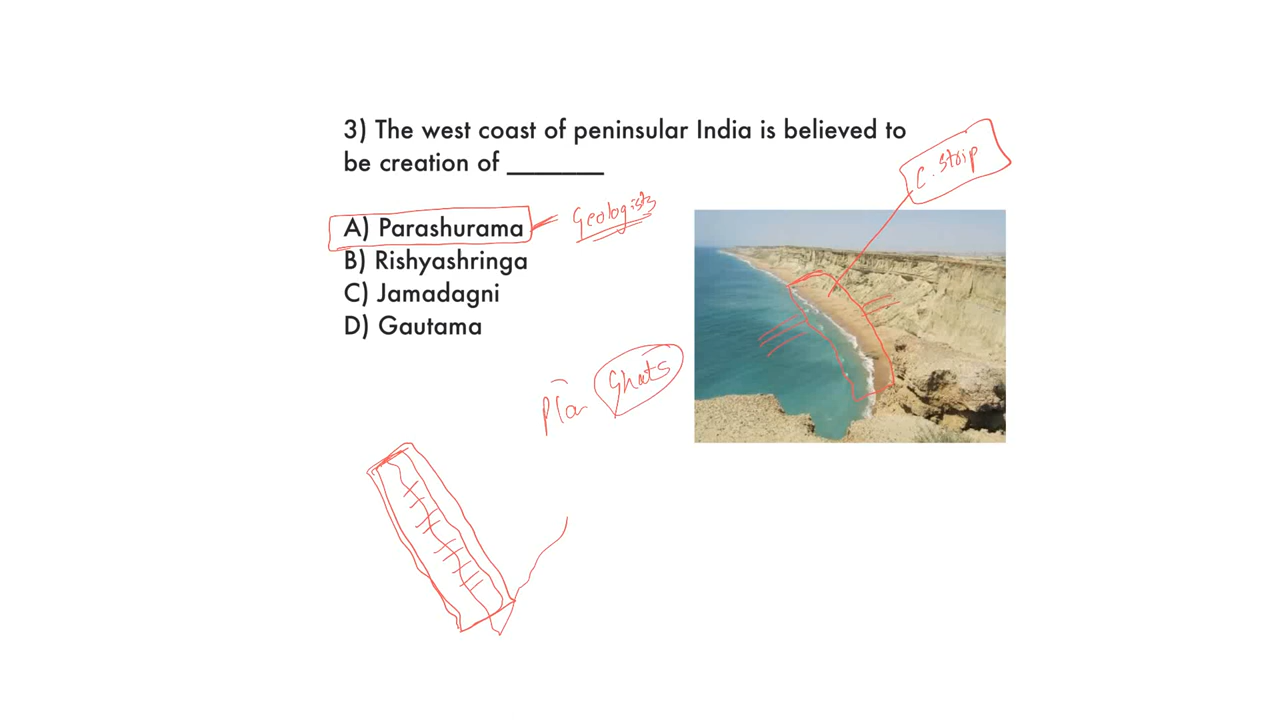 3) The west coast of peninsular India is believed to
be creation of _______
A) Parashurama
Geologists
B) Rishyashringa
C) Jamadagni
D) Gautama
C. Strip
Ghats